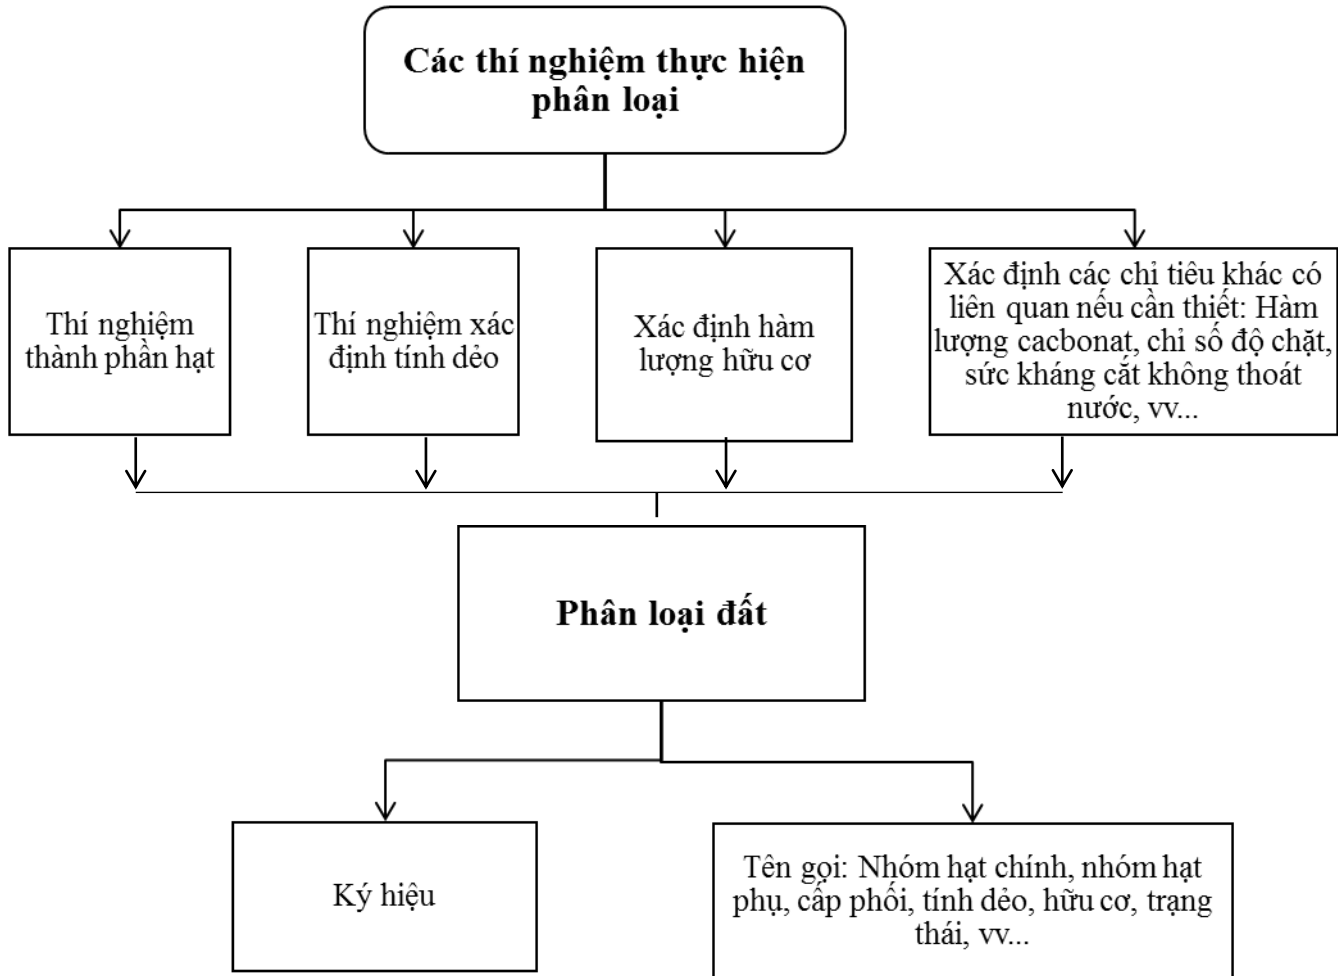 Các thí nghiệm thực hiện
phân loại
Thí nghiệm
thành phần hạt
Thí nghiệm xác
định tính dẻo
Xác định hàm
lượng hữu cơ
Xác định các chỉ tiêu khác có
liên quan nếu cần thiết: Hàm
lượng cacbonat, chỉ số độ chặt,
sức kháng cắt không thoát
nước, vv...
Phân loại đất
Ký hiệu
Tên gọi: Nhóm hạt chính, nhóm hạt
phụ, cấp phối, tính dẻo, hữu cơ, trạng
thái, vv...